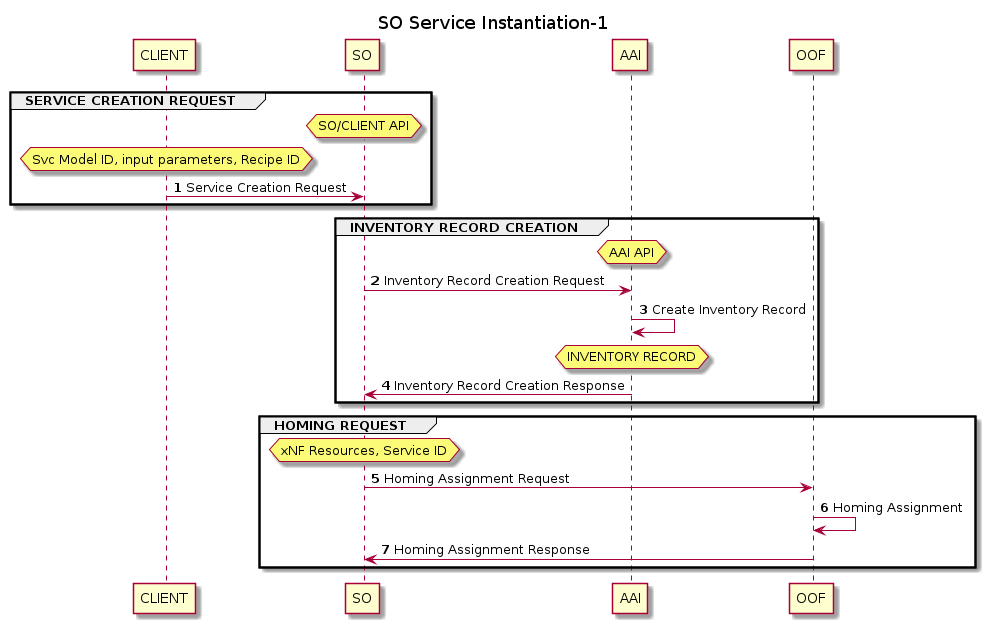 SO Service Instantiation-1
CLIENT SO AAI OOF
SERVICE CREATION REQUEST
SO/CLIENT API
Svc Model ID, input parameters, Recipe ID
1 Service Creation Request
INVENTORY RECORD CREATION
AAI API
2 Inventory Record Creation Request
3 Create Inventory Record
INVENTORY RECORD
4 Inventory Record Creation Response
HOMING REQUEST
xNF Resources, Service ID
5 Homing Assignment Request
6 Homing Assignment
7 Homing Assignment Response
CLIENT SO AAI OOF